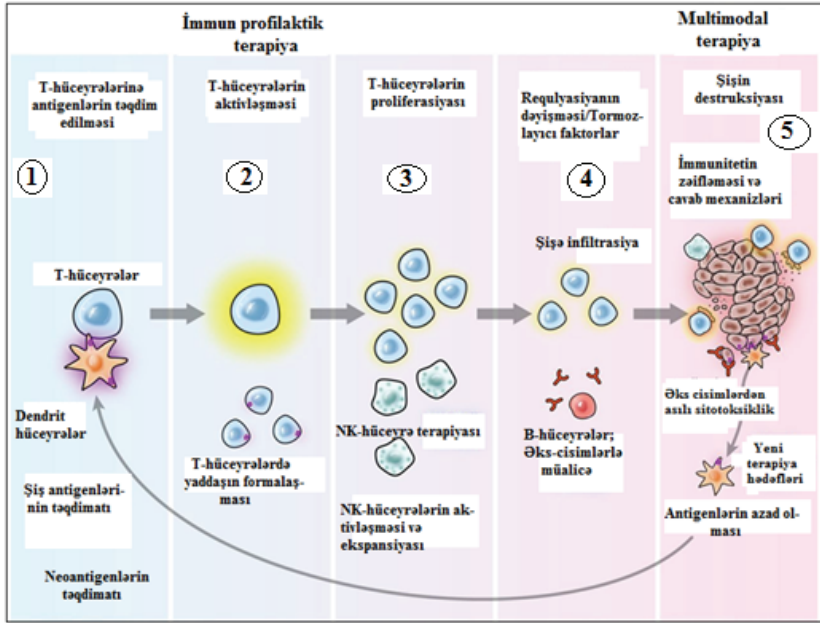 İmmun profilaktik
terapiya
Multimodal
terapiya
T-hüceyrələrinə
antigenlərin təqdim
edilməsi
1
T-hüceyrələr
Dendrit
hüceyrələr
Şiş antigenləri-
nin təqdimatı
Neoantigenlərin
təqdimatı
T-hüceyrələrin
aktivləşməsi
2
T-hüceyrələrdə
yaddaşın formalaş-
ması
T-hüceyrələrin
proliferasiyası
3
NK-hüceyrə terapiyası
NK-hüceyrələrin ak-
tivləşməsi və
ekspansiyası
Requlyasiyanın
dəyişməsi/Tormoz-
layıcı faktorlar
4
Şişə infiltrasiya
B-hüceyrələr;
Əks-cisimlərlə
müalicə
Şişin
destruksiyası
5
İmmunitetin
zəifləməsi və
cavab mexanizləri
Əks cisimlərdən
asılı sitotoksiklik
Yeni
terapiya
hədəfləri
Antigenlərin azad ol-
ması